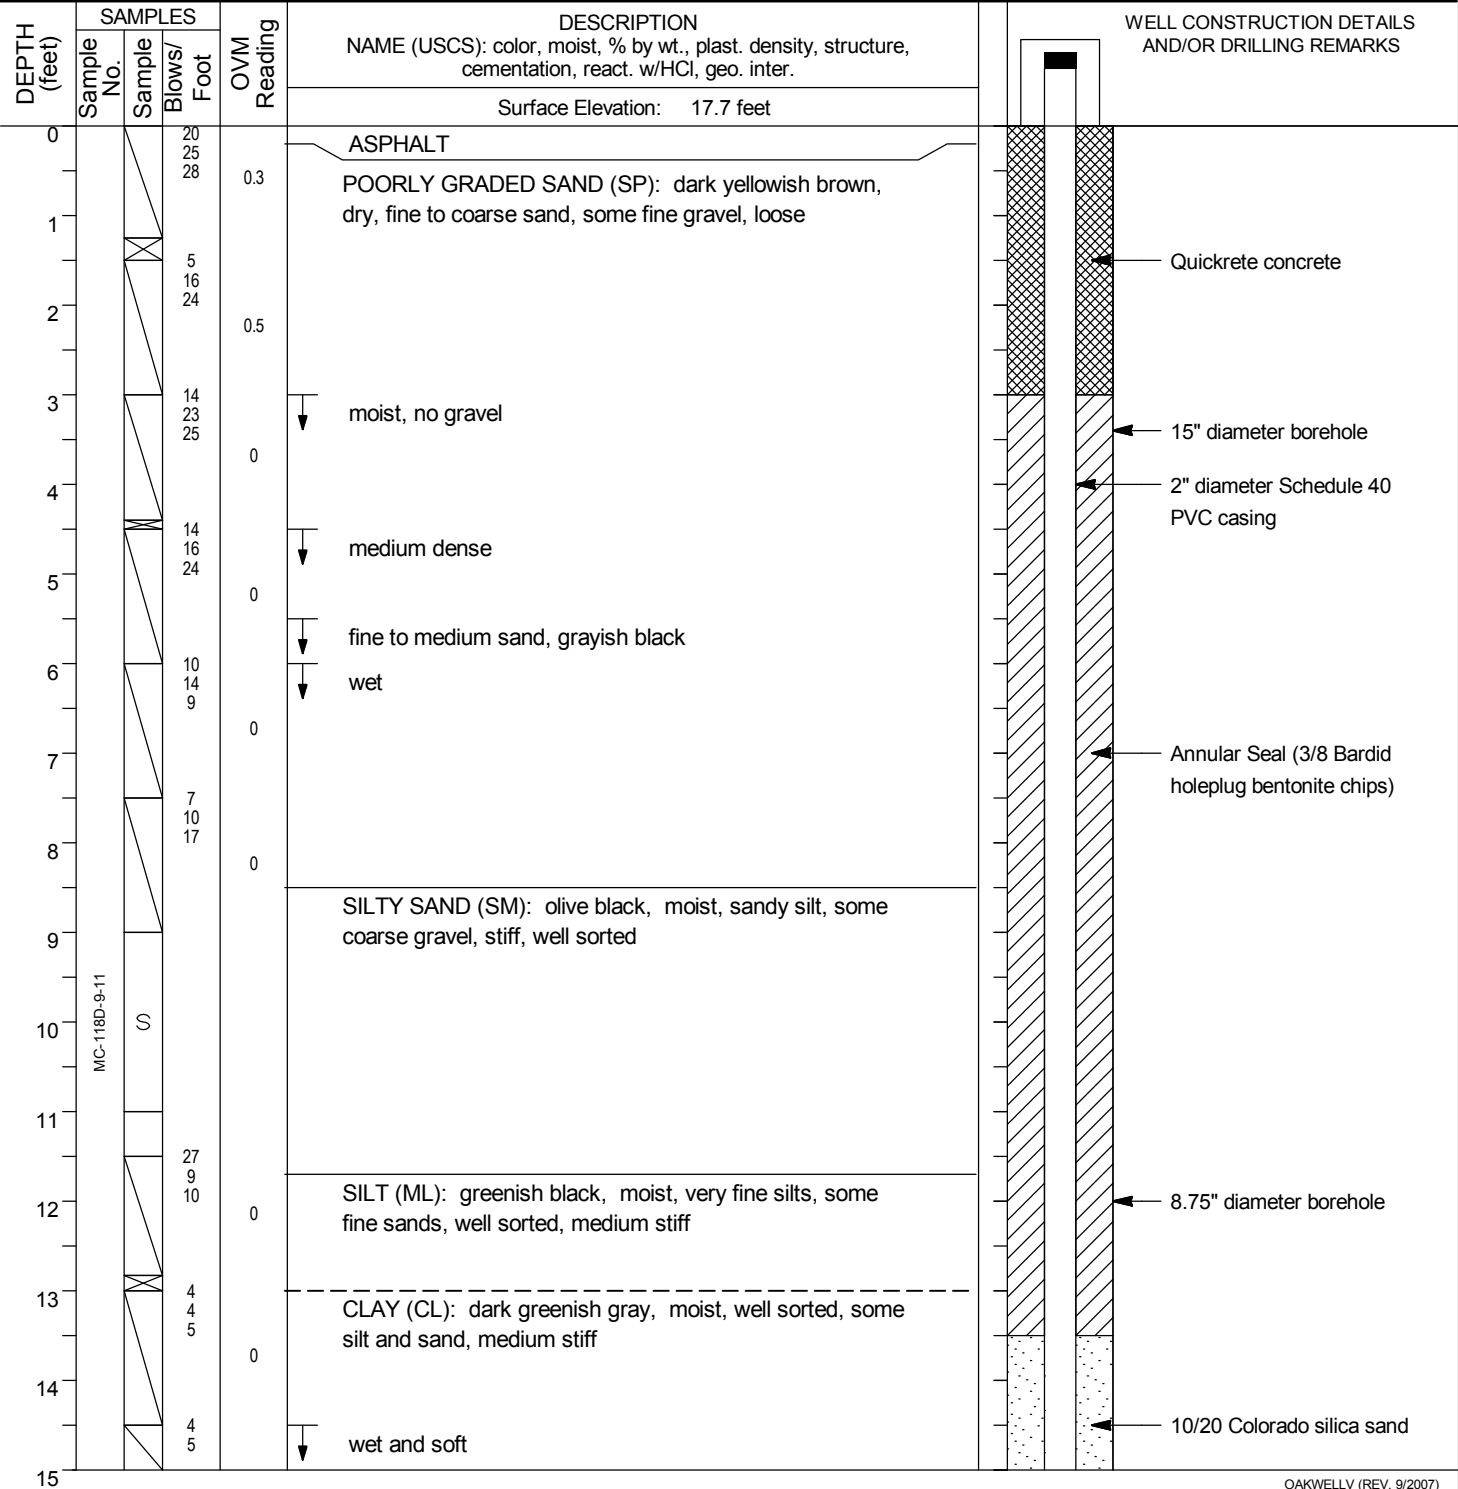 DEPTH (feet)
SAMPLES
Sample No.
Sample
Blows/ Foot
OVM Reading
DESCRIPTION
NAME (USCS): color, moist, % by wt., plast. density, structure,
cementation, react. w/HCl, geo. inter.
Surface Elevation: 17.7 feet
WELL CONSTRUCTION DETAILS
AND/OR DRILLING REMARKS
0
20
25
28
ASPHALT
0.3
POORLY GRADED SAND (SP): dark yellowish brown,
dry, fine to coarse sand, some fine gravel, loose
1
5
16
24
Quickrete concrete
2
0.5
3
14
23
25
moist, no gravel
15" diameter borehole
0
4
2" diameter Schedule 40
PVC casing
14
16
24
medium dense
5
0
fine to medium sand, grayish black
6
10
14
9
wet
0
7
Annular Seal (3/8 Bardid
holeplug bentonite chips)
7
10
17
8
0
SILTY SAND (SM): olive black, moist, sandy silt, some
coarse gravel, stiff, well sorted
9
MC-118D-9-11
10
S
11
27
9
10
SILT (ML): greenish black, moist, very fine silts, some
fine sands, well sorted, medium stiff
12
0
8.75" diameter borehole
13
4
4
5
CLAY (CL): dark greenish gray, moist, well sorted, some
silt and sand, medium stiff
0
14
4
5
wet and soft
10/20 Colorado silica sand
15
OAKWELLV (REV. 9/2007)